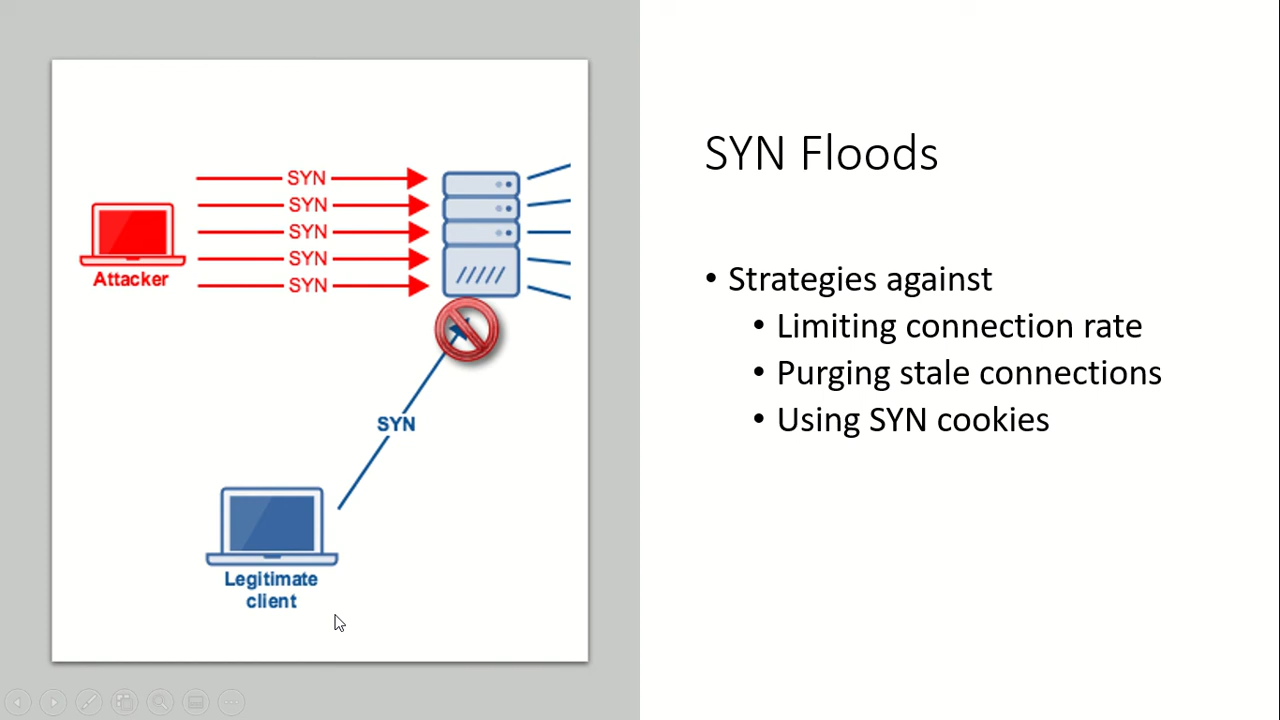 SYN
SYN
SYN
SYN
SYN
Attacker
SYN
Legitimate
client
SYN Floods
• Strategies against
• Limiting connection rate
• Purging stale connections
• Using SYN cookies